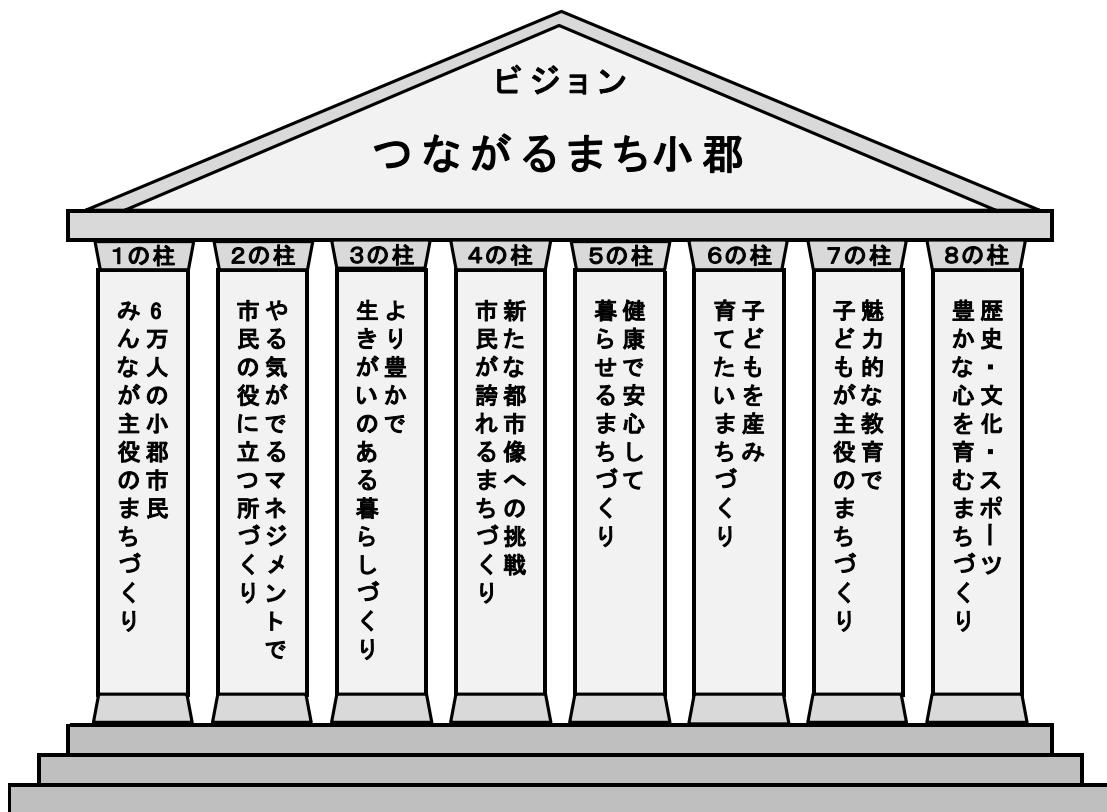 ビジョン
つながるまち小郡
1の柱
6万人の小郡市民
みんなが主役のまちづくり
2の柱
やる気がでるマネジメントで
市民の役に立つ所づくり
3の柱
より豊かで
生きがいのある暮らしづくり
4の柱
新たな都市像への挑戦
市民が誇れるまちづくり
5の柱
健康で安心して
暮らせるまちづくり
6の柱
子どもを産み
育てたいまちづくり
7の柱
魅力的な教育で
子どもが主役のまちづくり
8の柱
歴史・文化・スポーツ
豊かな心を育むまちづくり